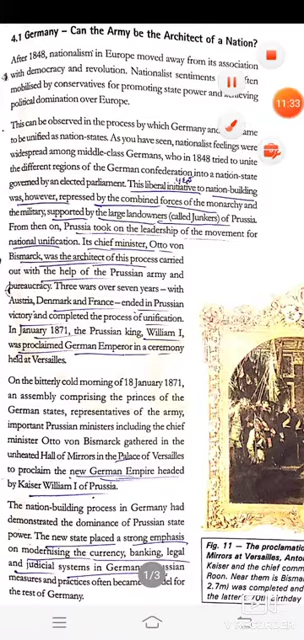 4.1 Germany – Can the Army be the Architect of a Nation?
After 1848, nationalism in Europe moved away from its association
with democracy and revolution. Nationalist sentiments
mobilised by conservatives for promoting state power and
political domination over Europe.
This can be observed in the process by which Germany and
to be unified as nation-states. As you have seen, nationalist feelings were
widespread among middle-class Germans, who in 1848 tried to unite
the different regions of the German confederation into a nation-state
governed by an elected parliament. This liberal initiative to nation-building
was, however, repressed by the combined forces of the monarchy and
the military, supported by the large landowners (called Junkers) of Prussia.
From then on, Prussia took on the leadership of the movement for
national unification. Its chief minister, Otto von
Bismarck, was the architect of this process carried
out with the help of the Prussian army and
bureaucracy. Three wars over seven years – with
Austria, Denmark and France – ended in Prussian
victory and completed the process of unification.
In January 1871, the Prussian king, William I,
was proclaimed German Emperor in a ceremony
held at Versailles.
On the bitterly cold morning of 18 January 1871,
an assembly comprising the princes of the
German states, representatives of the army,
important Prussian ministers including the chief
minister Otto von Bismarck gathered in the
unheated Hall of Mirrors in the Palace of Versailles
to proclaim the new German Empire headed
by Kaiser William I of Prussia.
The nation-building process in Germany had
demonstrated the dominance of Prussian state
power. The new state placed a strong emphasis
on modernising the currency, banking, legal
and judicial systems in Germany.
measures and practices often became
for
the rest of Germany.
Fig. 11 — The proclamatio
Mirrors at Versailles, Anto
Kaiser and the chief comm
Roon. Near them is Bisma
2.7m) was completed and
the latter's 70th birthday
11:33
1/3